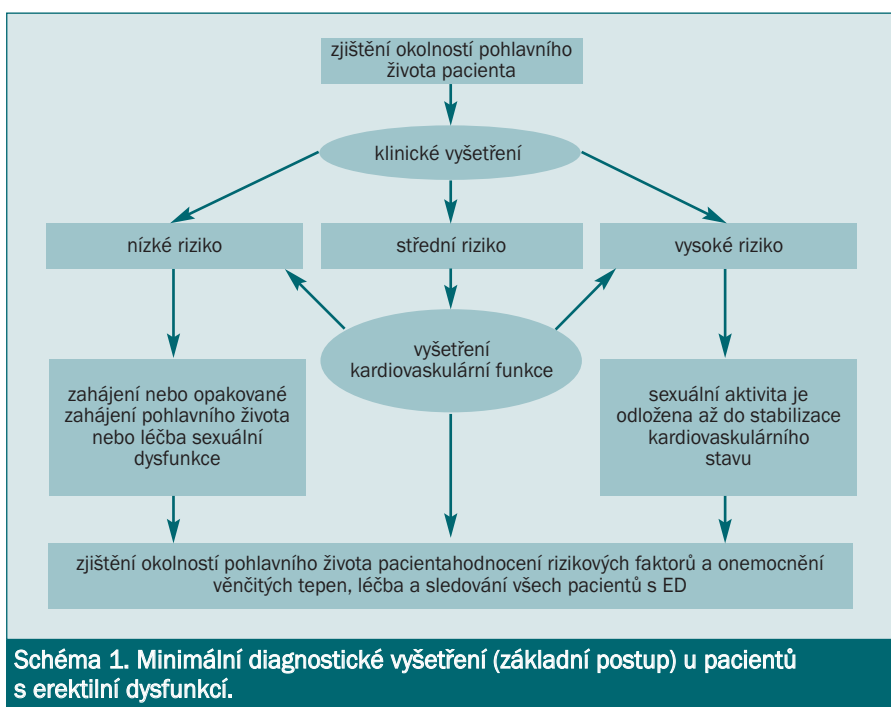 zjištění okolností pohlavního
života pacienta
klinické vyšetření
nízké riziko
střední riziko
vysoké riziko
vyšetření
kardiovaskulární funkce
zahájení nebo opakované
zahájení pohlavního života
nebo léčba sexuální
dysfunkce
sexuální aktivita je
odložena až do stabilizace
kardiovaskulárního
stavu
zjištění okolností pohlavního života pacientahodnocení rizikových faktorů a onemocnění
věnčitých tepen, léčba a sledování všech pacientů s ED
Schéma 1. Minimální diagnostické vyšetření (základní postup) u pacientů
s erektilní dysfunkcí.